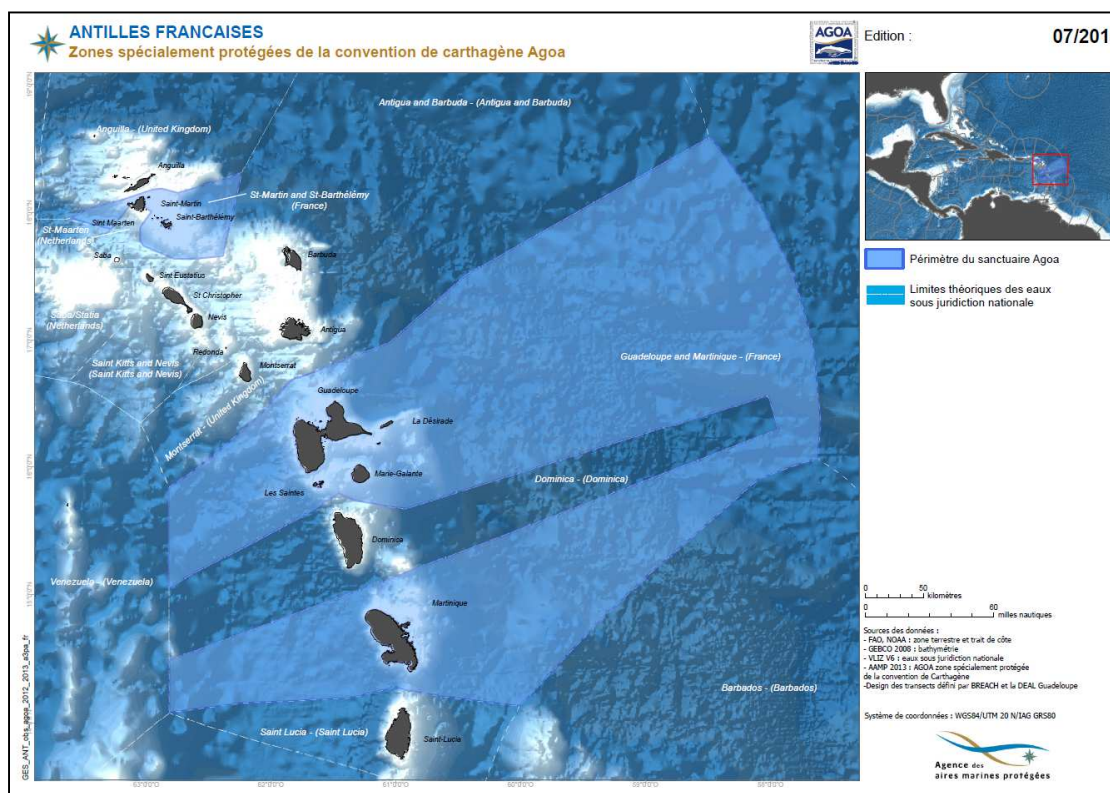 ANTILLES FRANCAISES
Zones spécialement protégées de la convention de carthagène Agoa
AGOA
Edition :
07/201
Antigua and Barbuda - (Antigua and Barbuda)
Anguilla - (United Kingdom)
Anguilla
St-Martin and St-Barthélémy
(France)
Saint-Martin
Sint Maarten
Saint-Barthélémy
St-Maarten
(Netherlands)
Saba
Barbuda
Sint Eustatius
St Christopher
Saba/Statia
(Netherlands)
Nevis
Antigua
Redonda
Saint Kitts and Nevis
(Saint Kitts and Nevis)
Montserrat
Guadeloupe and Martinique - (France)
Montserrat - (United Kingdom)
Guadeloupe
La Désirade
Marie-Galante
Les Saintes
Dominica - (Dominica)
Dominica
Venezuela - (Venezuela)
Martinique
Barbados - (Barbados)
Saint Lucia - (Saint Lucia)
Saint-Lucia
GES_ANT_obs_agoa_2012_2013_a3pa_fr
Périmètre du sanctuaire Agoa
Limites théoriques des eaux
sous juridiction nationale
0 50
kilomètres
0 60
milles nautiques
Sources des données :
- FAO, NOAA : zone terrestre et trait de côte
- GEBCO 2008 : bathymétrie
- VLIZ V6 : eaux sous juridiction nationale
- AAMP 2013 : AGOA zone spécialement protégée
de la convention de Carthagène
-Design des transects défini par BREACH et la DEAL Guadeloupe
Système de coordonnées : WGS84/UTM 20 N/IAG GRS80
Agence des
aires marines protégées